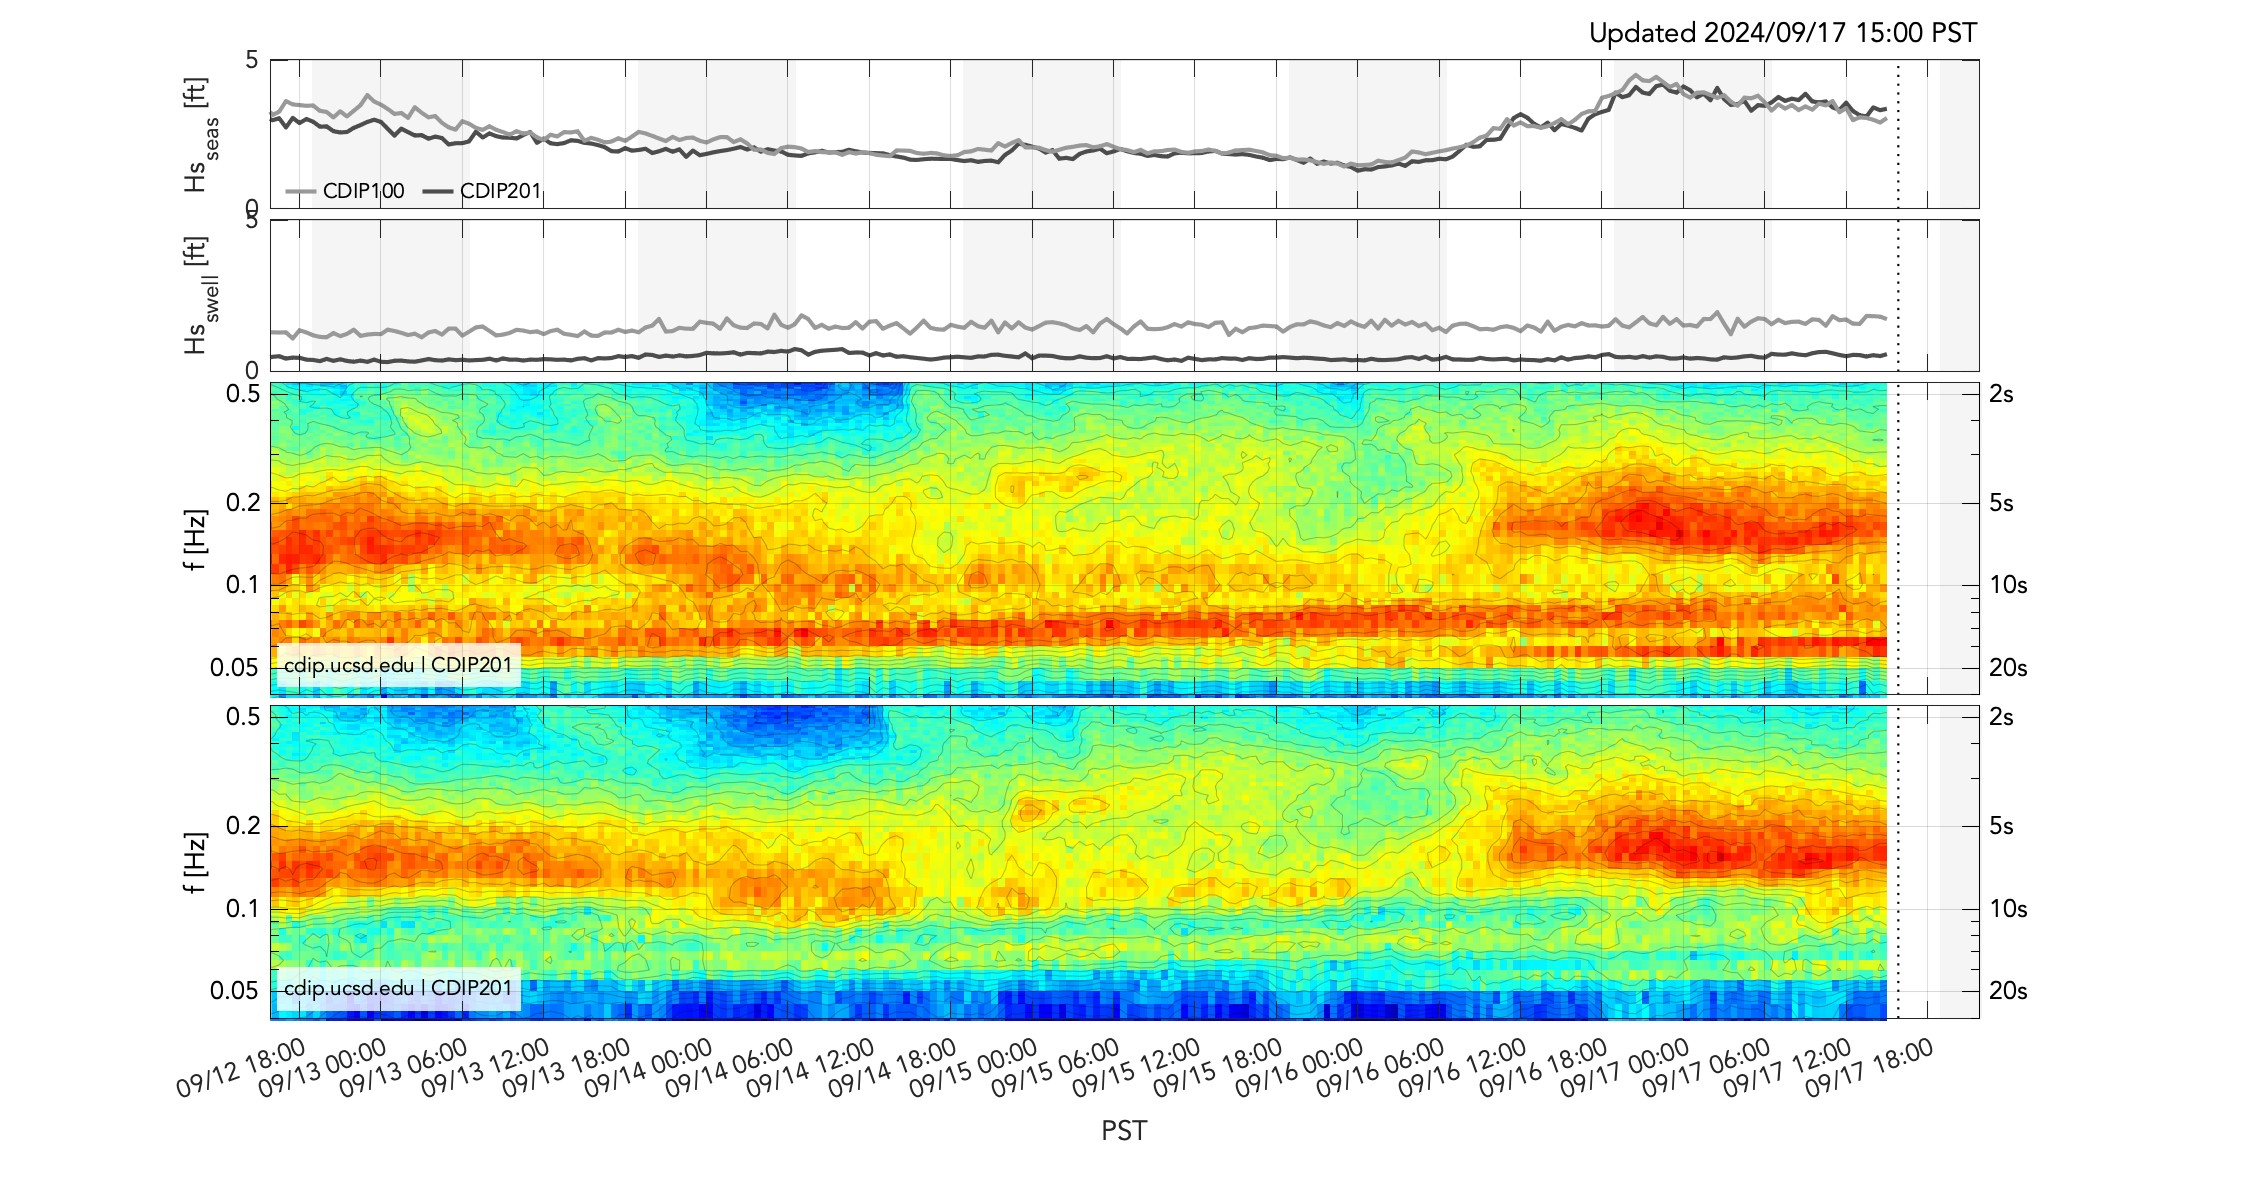 Updated 2024/09/17 15:00 PST
5
Hs seas [ft]
CDIP100 CDIP201
0
5
Hs swell [ft]
0
0.5 2s
0.2 5s
f [Hz]
0.1 10s
cdip.ucsd.edu | CDIP201
0.05 20s
0.5 2s
0.2 5s
f [Hz]
0.1 10s
cdip.ucsd.edu | CDIP201
0.05 20s
09/12 18:00 09/13 00:00 09/13 06:00 09/13 12:00 09/13 18:00 09/14 00:00 09/14 06:00 09/14 12:00 09/14 18:00 09/15 00:00 09/15 06:00 09/15 12:00 09/15 18:00 09/16 00:00 09/16 06:00 09/16 12:00 09/16 18:00 09/17 00:00 09/17 06:00 09/17 12:00 09/17 18:00
PST